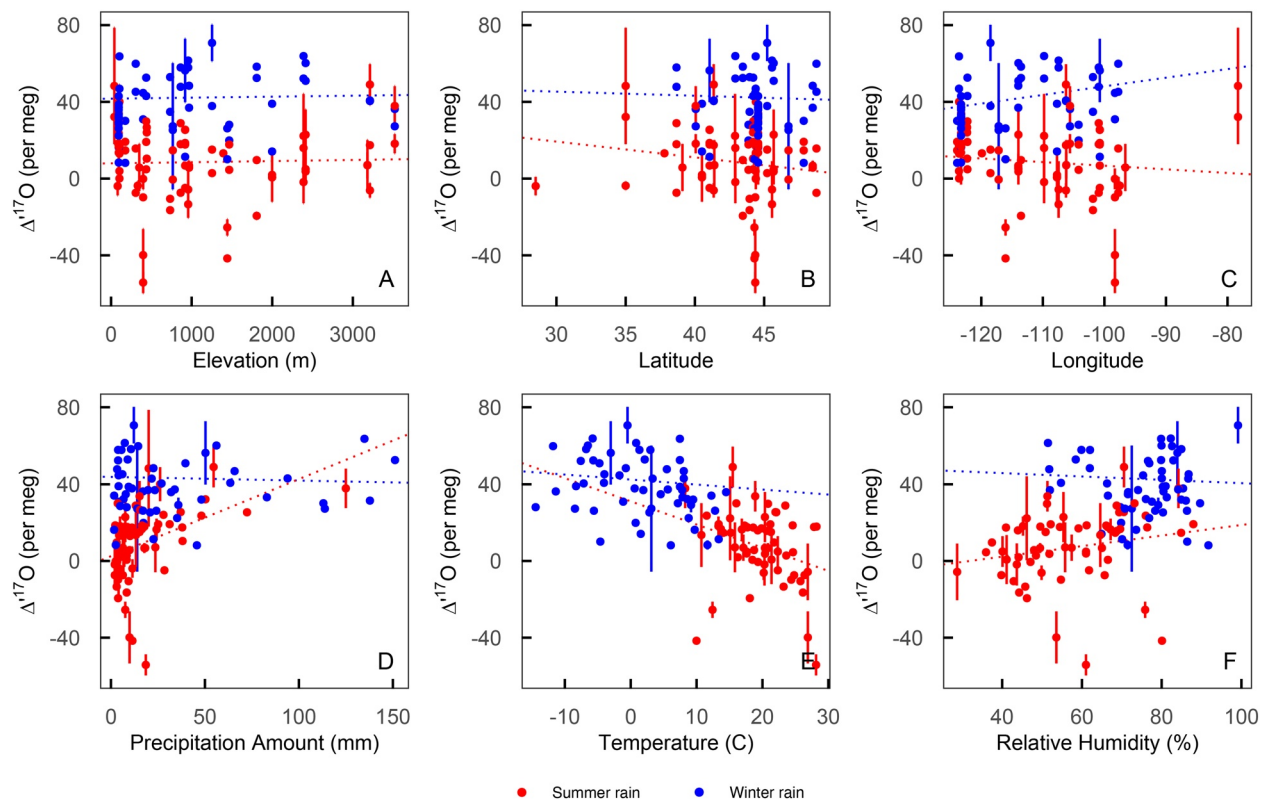 80
40
0
-40
Δ'¹⁷O (per meg)
A
0 1000 2000 3000
Elevation (m)
80
40
0
-40
Δ'¹⁷O (per meg)
B
30 35 40 45
Latitude
80
40
0
-40
Δ'¹⁷O (per meg)
C
-120 -110 -100 -90 -80
Longitude
80
40
0
-40
Δ'¹⁷O (per meg)
D
0 50 100 150
Precipitation Amount (mm)
80
40
0
-40
Δ'¹⁷O (per meg)
E
-10 0 10 20 30
Temperature (C)
80
40
0
-40
Δ'¹⁷O (per meg)
F
40 60 80 100
Relative Humidity (%)
Summer rain Winter rain